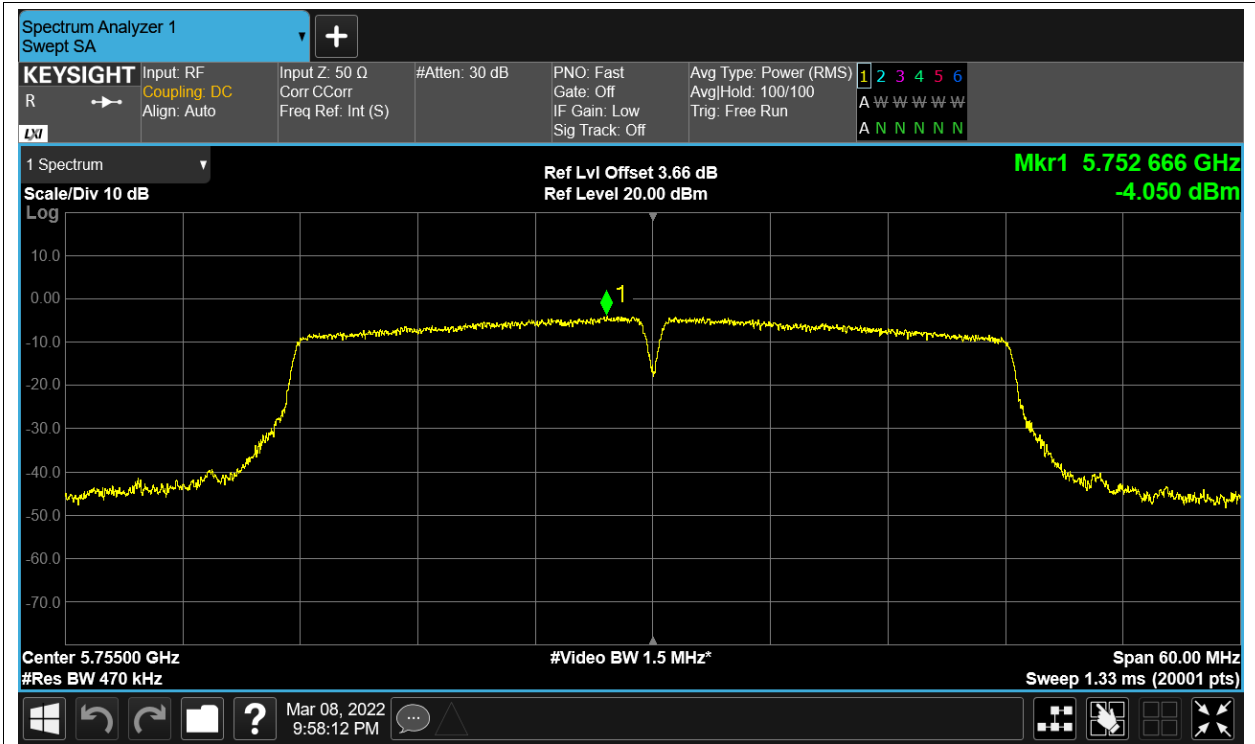 Spectrum Analyzer 1
Swept SA
KEYSIGHT
R
LXI
Input: RF
Coupling: DC
Align: Auto
Input Z: 50 Ω
Corr CCorr
Freq Ref: Int (S)
#Atten: 30 dB
PNO: Fast
Gate: Off
IF Gain: Low
Sig Track: Off
Avg Type: Power (RMS)
Avg|Hold: 100/100
Trig: Free Run
1 2 3 4 5 6
A W W W W W
A N N N N N
1 Spectrum
Scale/Div 10 dB
Log
Ref Lvl Offset 3.66 dB
Ref Level 20.00 dBm
Mkr1 5.752 666 GHz
-4.050 dBm
10.0
0.00
1
-10.0
-20.0
-30.0
-40.0
-50.0
-60.0
-70.0
Center 5.75500 GHz
#Res BW 470 kHz
#Video BW 1.5 MHz*
Span 60.00 MHz
Sweep 1.33 ms (20001 pts)
?
Mar 08, 2022
9:58:12 PM